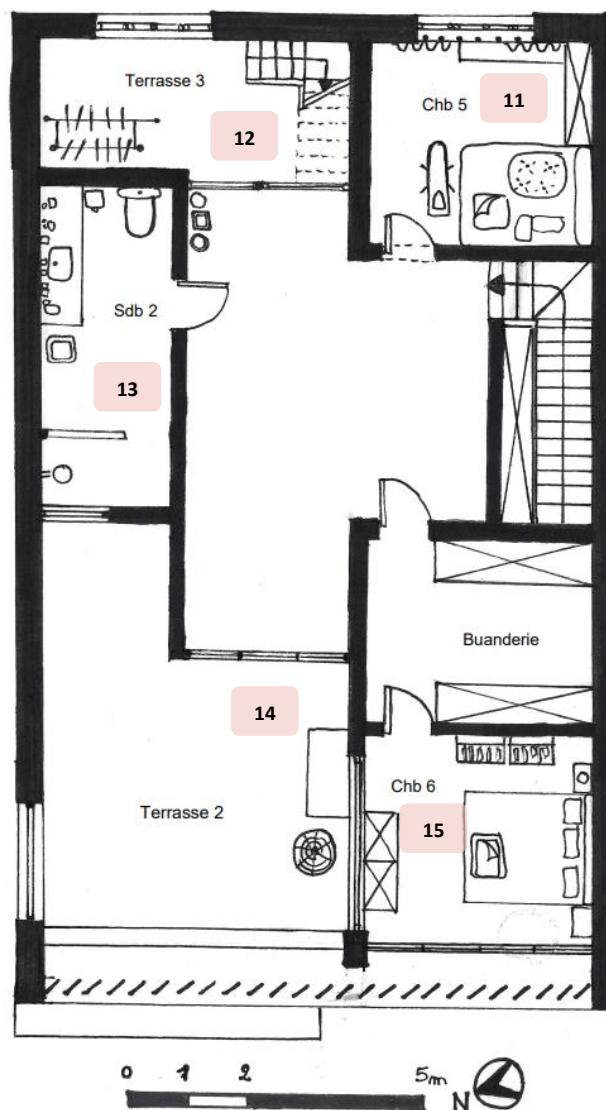 Terrasse 3
12
Chb 5
11
Sdb 2
13
Buanderie
14
Terrasse 2
Chb 6
15
0 1 2 5m
N